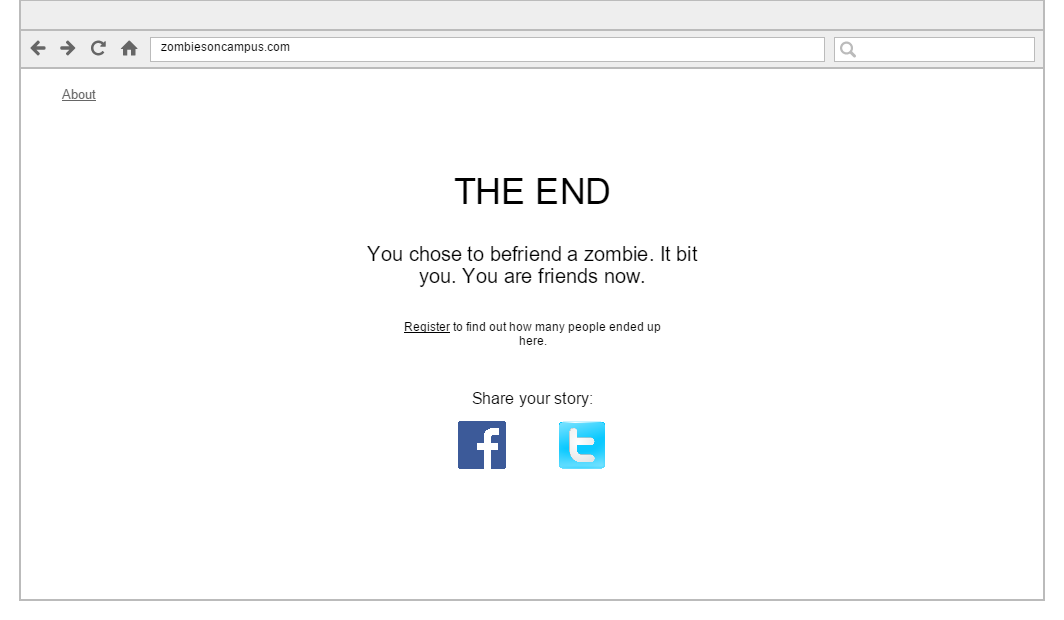 zombiesoncampus.com
About
THE END
You chose to befriend a zombie. It bit
you. You are friends now.
Register to find out how many people ended up
here.
Share your story: